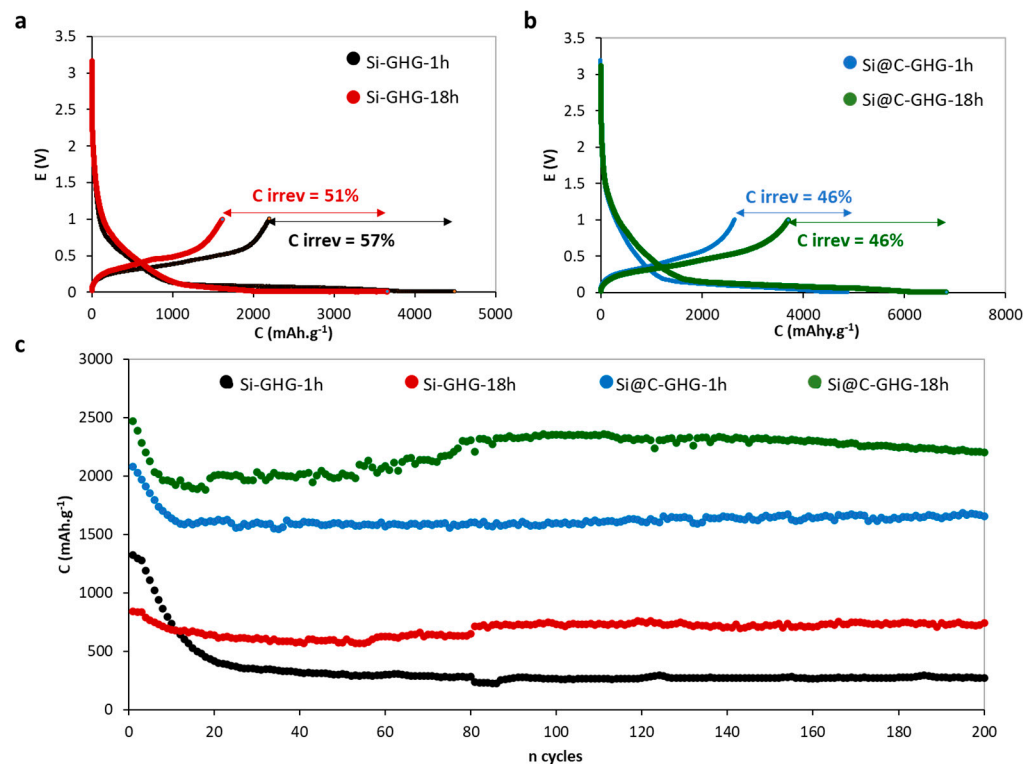 a
3.5
3
2.5
2
1.5
1
0.5
0
E (V)
Si-GHG-1h
Si-GHG-18h
C irrev = 51%
C irrev = 57%
0 1000 2000 3000 4000 5000
C (mAh.g⁻¹)
b
3.5
3
2.5
2
1.5
1
0.5
0
E (V)
Si@C-GHG-1h
Si@C-GHG-18h
C irrev = 46%
C irrev = 46%
0 2000 4000 6000 8000
C (mAhy.g⁻¹)
c
3000
2500
2000
1500
1000
500
0
C (mAh.g⁻¹)
Si-GHG-1h Si-GHG-18h Si@C-GHG-1h Si@C-GHG-18h
0 20 40 60 80 100 120 140 160 180 200
n cycles